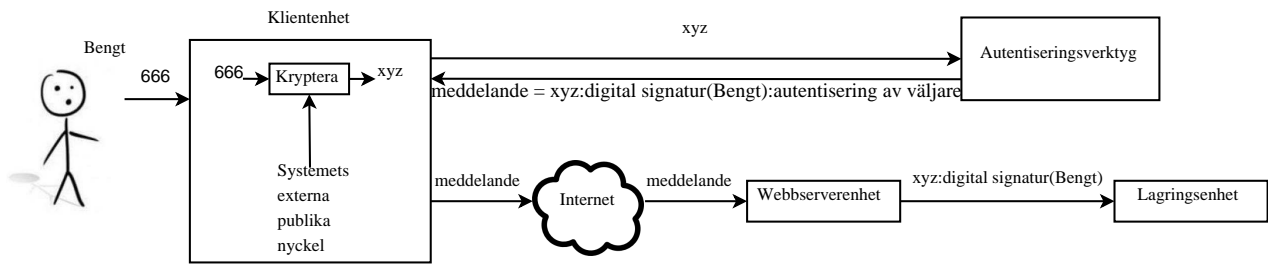 Klientenhet
Bengt
666
666
Kryptera
xyz
Systemets
externa
publika
nyckel
xyz
Autentiseringsverktyg
meddelande = xyz:digital signatur(Bengt):autentisering av väljare
meddelande
Internet
meddelande
Webbserverenhet
xyz:digital signatur(Bengt)
Lagringsenhet